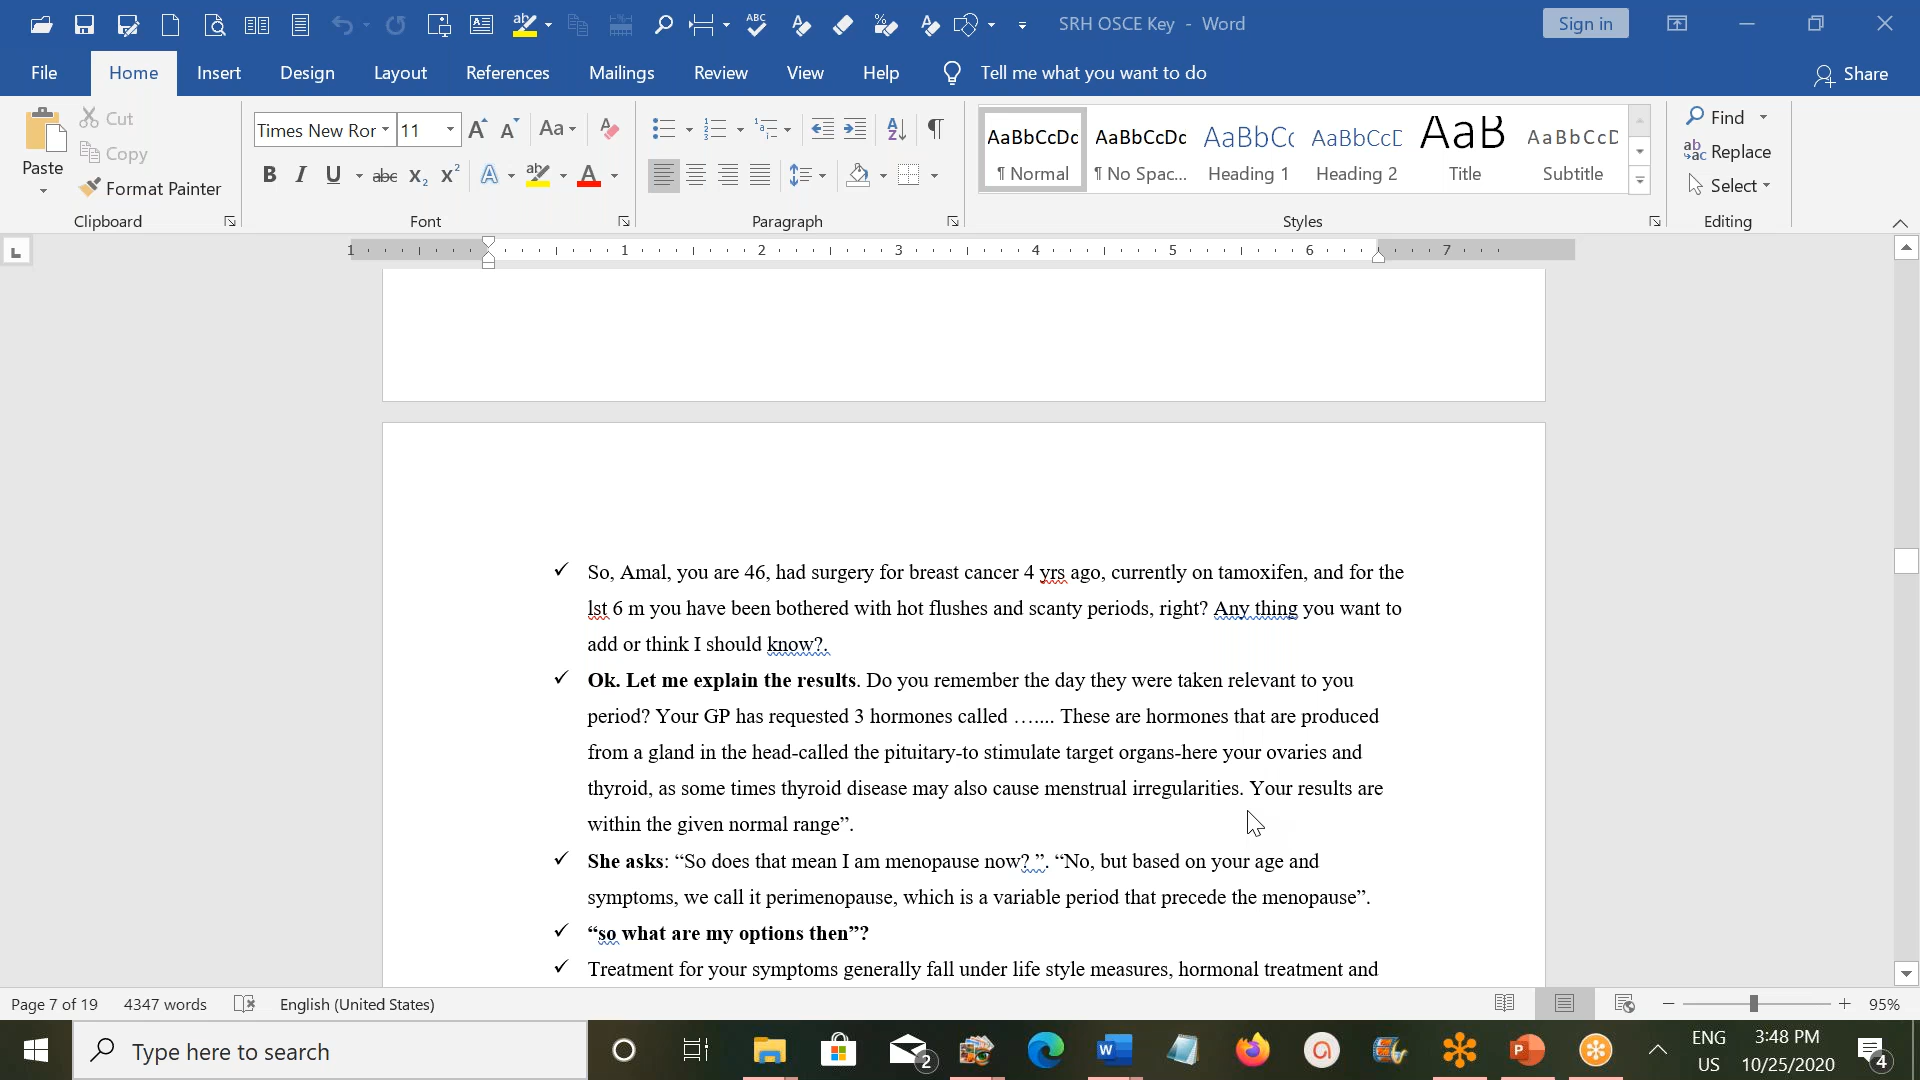 SRH OSCE Key - Word
Sign in
File Home Insert Design Layout References Mailings Review View Help Tell me what you want to do Share
Paste
Cut
Copy
Format Painter
Clipboard
Times New Ror 11
Font
Paragraph
AaBbCcDc AaBbCcDc AaBbCc AaBbCcE AaB AaBbCcD
¶ Normal ¶ No Spac... Heading 1 Heading 2 Title Subtitle
Styles
Find
Replace
Select
Editing
1 1 2 3 4 5 6 7
✓ So, Amal, you are 46, had surgery for breast cancer 4 yrs ago, currently on tamoxifen, and for the
lst 6 m you have been bothered with hot flushes and scanty periods, right? Any thing you want to
add or think I should know?.
✓ Ok. Let me explain the results. Do you remember the day they were taken relevant to you
period? Your GP has requested 3 hormones called ….... These are hormones that are produced
from a gland in the head-called the pituitary-to stimulate target organs-here your ovaries and
thyroid, as some times thyroid disease may also cause menstrual irregularities. Your results are
within the given normal range”.
✓ She asks: “So does that mean I am menopause now? ”. “No, but based on your age and
symptoms, we call it perimenopause, which is a variable period that precede the menopause”.
✓ “so what are my options then”?
✓ Treatment for your symptoms generally fall under life style measures, hormonal treatment and
Page 7 of 19 4347 words English (United States) 95%
Type here to search
2
ENG
US
3:48 PM
10/25/2020
4